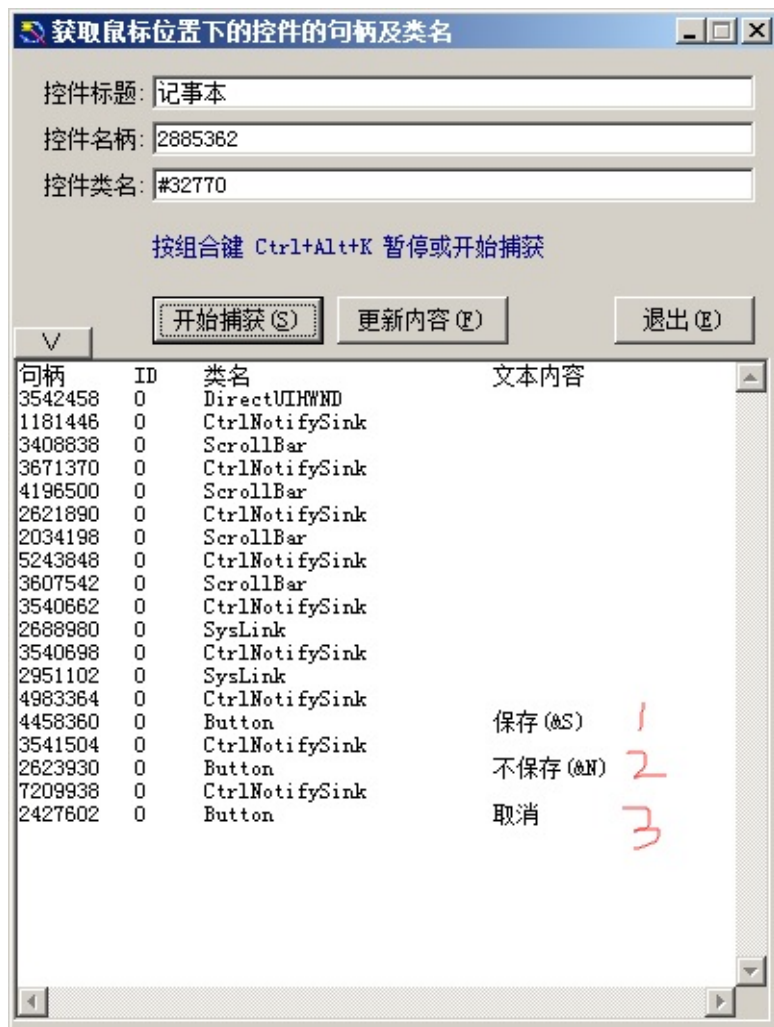 获取鼠标位置下的控件的句柄及类名
控件标题: 记事本
控件名柄: 2885362
控件类名: #32770
按组合键 Ctrl+Alt+K 暂停或开始捕获
开始捕获(S) 更新内容(F) 退出(E)
V
句柄 ID 类名 文本内容
3542458 0 DirectUIHWND
1181446 0 CtrlNotifySink
3408838 0 ScrollBar
3671370 0 CtrlNotifySink
4196500 0 ScrollBar
2621890 0 CtrlNotifySink
2034198 0 ScrollBar
5243848 0 CtrlNotifySink
3607542 0 ScrollBar
3540662 0 CtrlNotifySink
2688980 0 SysLink
3540698 0 CtrlNotifySink
2951102 0 SysLink
4983364 0 CtrlNotifySink
4458360 0 Button 保存(&S) 1
3541504 0 CtrlNotifySink
2623930 0 Button 不保存(&N) 2
7209938 0 CtrlNotifySink
2427602 0 Button 取消 3